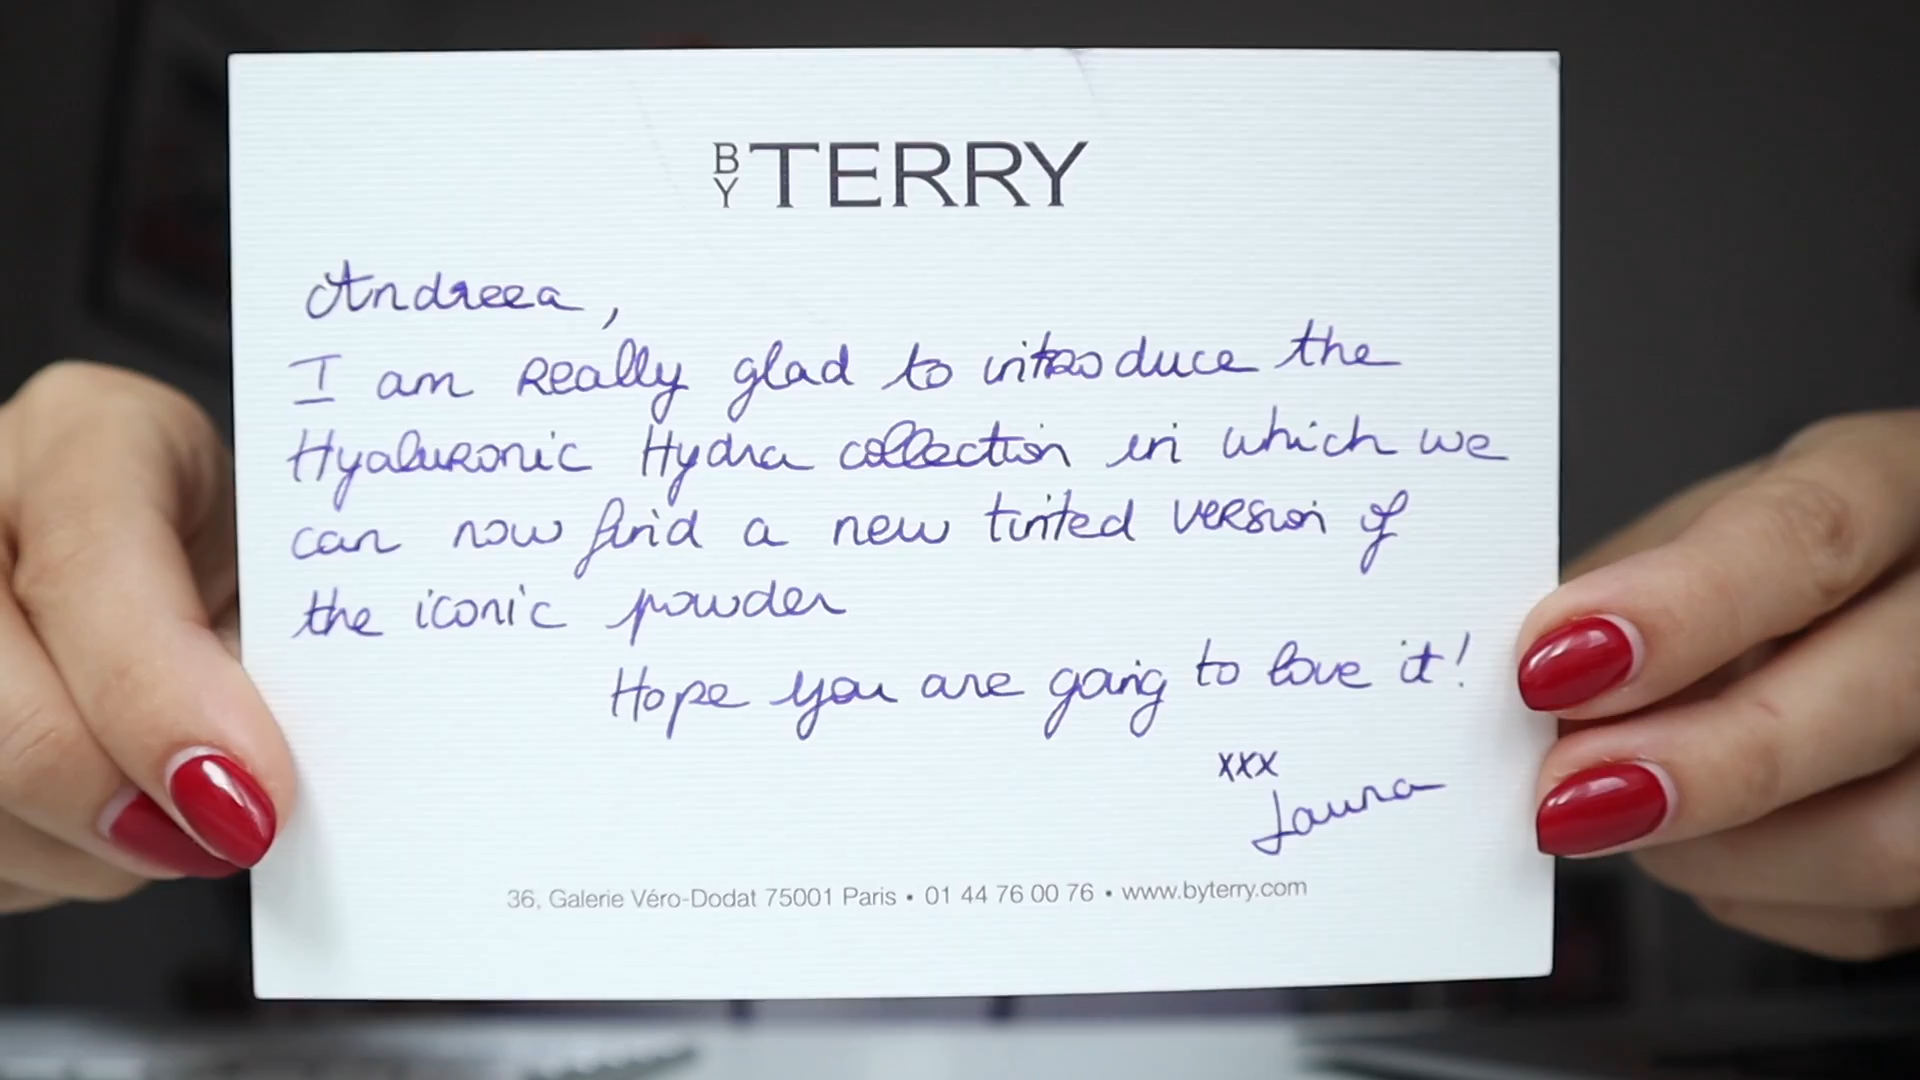 BY TERRY
Andreea,
I am really glad to introduce the
Hyaluronic Hydra collection in which we
can now find a new tinted version of
the iconic powder
Hope you are going to love it!
xxx
Laura
36, Galerie Véro-Dodat 75001 Paris • 01 44 76 00 76 • www.byterry.com